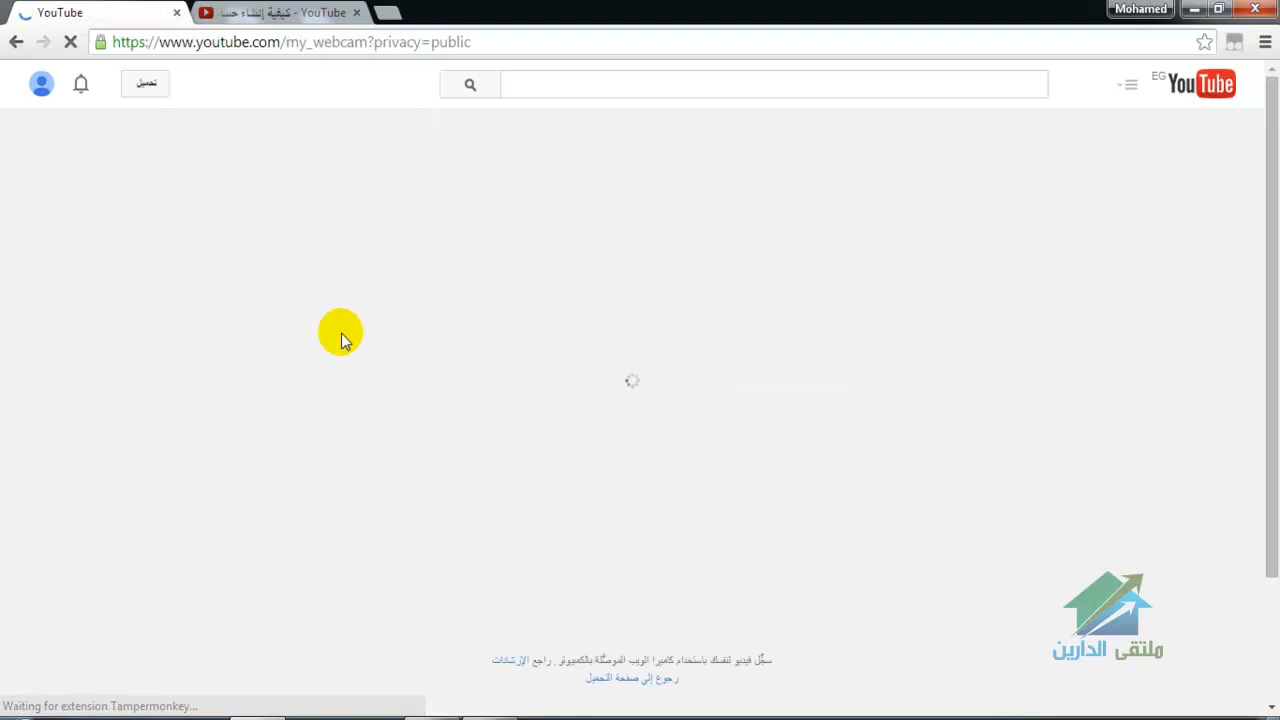 YouTube
كيفية إنشاء حسا - YouTube
Mohamed
https://www.youtube.com/my_webcam?privacy=public
تحميل
YouTube EG
سجِّل فيديو لنفسك باستخدام كاميرا الويب الموصَّلة بالكمبيوتر. راجع الإرشادات
رجوع إلى صفحة التحميل
ملتقى الدارين
Waiting for extension Tampermonkey...